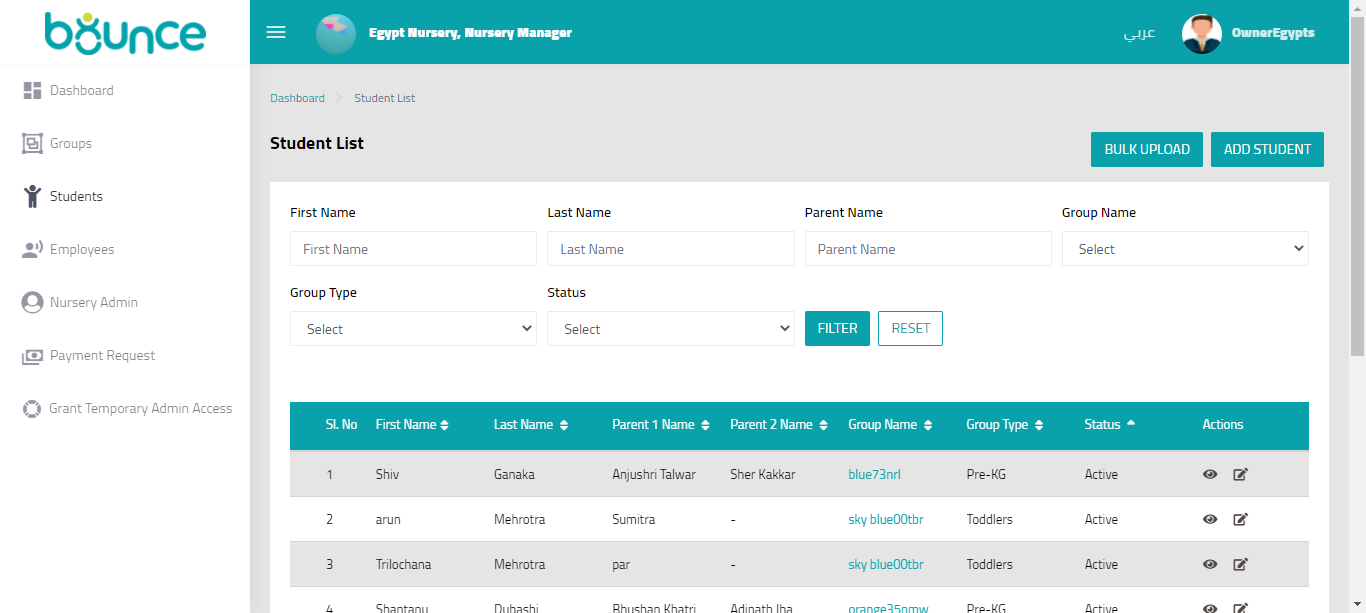 bounce
Egypt Nursery, Nursery Manager
عربي
OwnerEgypts
Dashboard
Groups
Students
Employees
Nursery Admin
Payment Request
Grant Temporary Admin Access
Dashboard > Student List
Student List
BULK UPLOAD ADD STUDENT
First Name Last Name Parent Name Group Name
First Name Last Name Parent Name Select
Group Type Status
Select Select FILTER RESET
Sl. No First Name Last Name Parent 1 Name Parent 2 Name Group Name Group Type Status Actions
1 Shiv Ganaka Anjushri Talwar Sher Kakkar blue73nrl Pre-KG Active
2 arun Mehrotra Sumitra - sky blue00tbr Toddlers Active
3 Trilochana Mehrotra par - sky blue00tbr Toddlers Active
4 Shantanu Dubashi Bhushan Khatri Adinath Jha orange35nmw Pre-KG Active